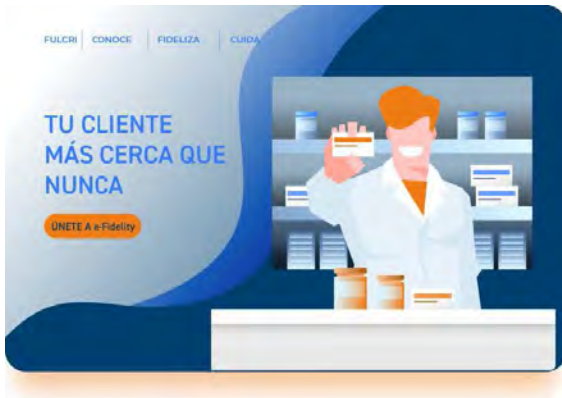 FULCRI CONOCE FIDELIZA CUIDA
TU CLIENTE
MÁS CERCA QUE
NUNCA
ÚNETE A e-Fidelity